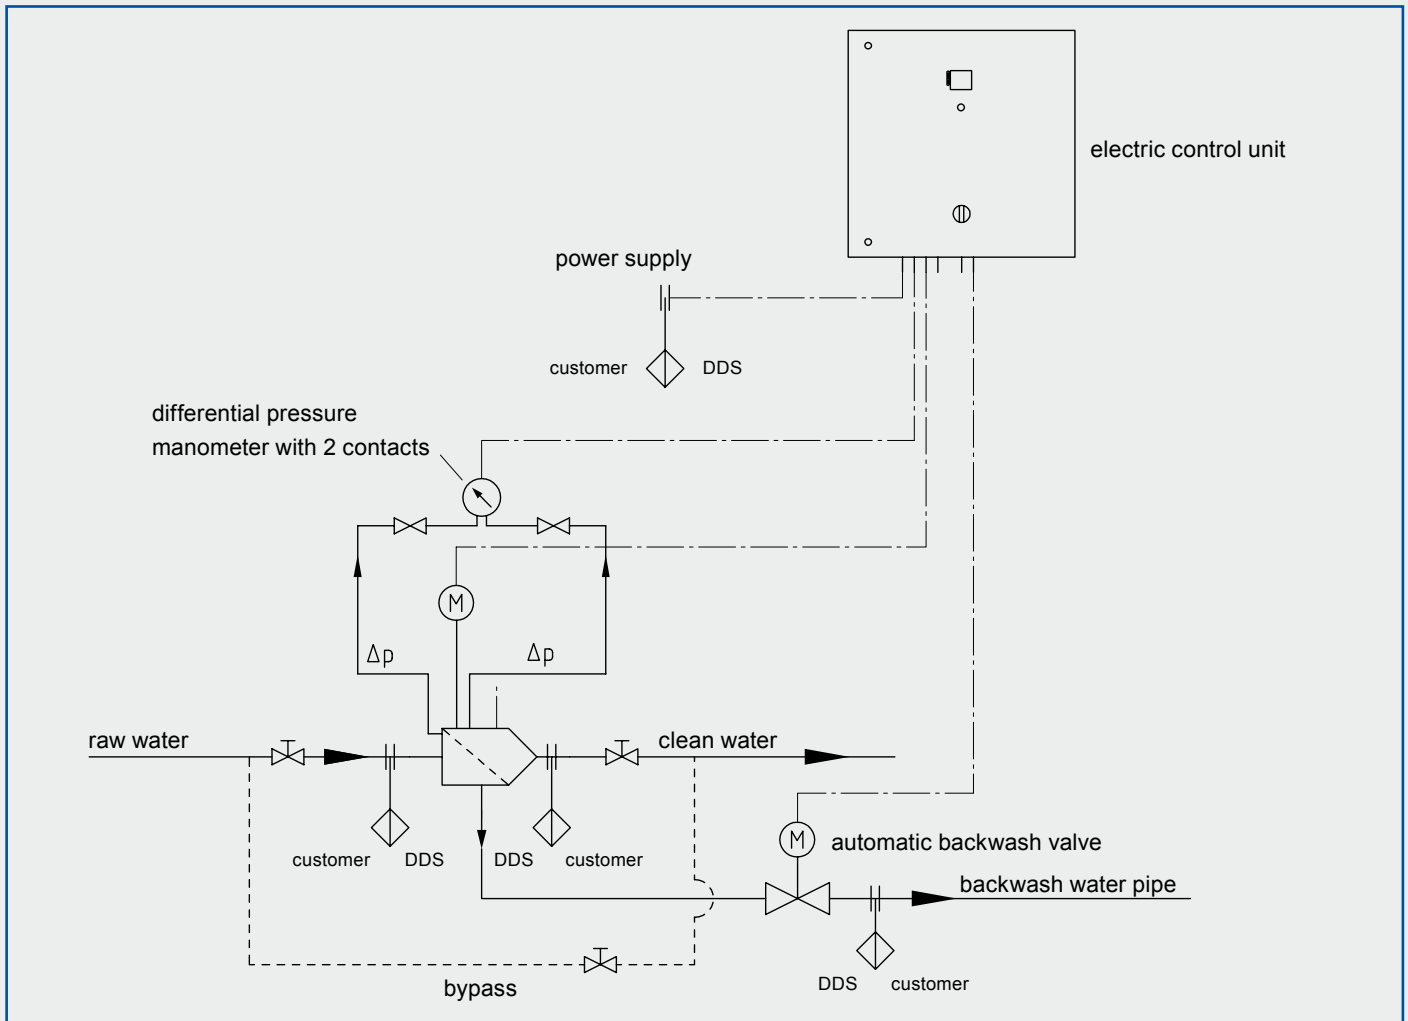 electric control unit
power supply
customer DDS
differential pressure
manometer with 2 contacts
M
Δp Δp
raw water clean water
M automatic backwash valve
customer DDS DDS customer
backwash water pipe
DDS customer
bypass